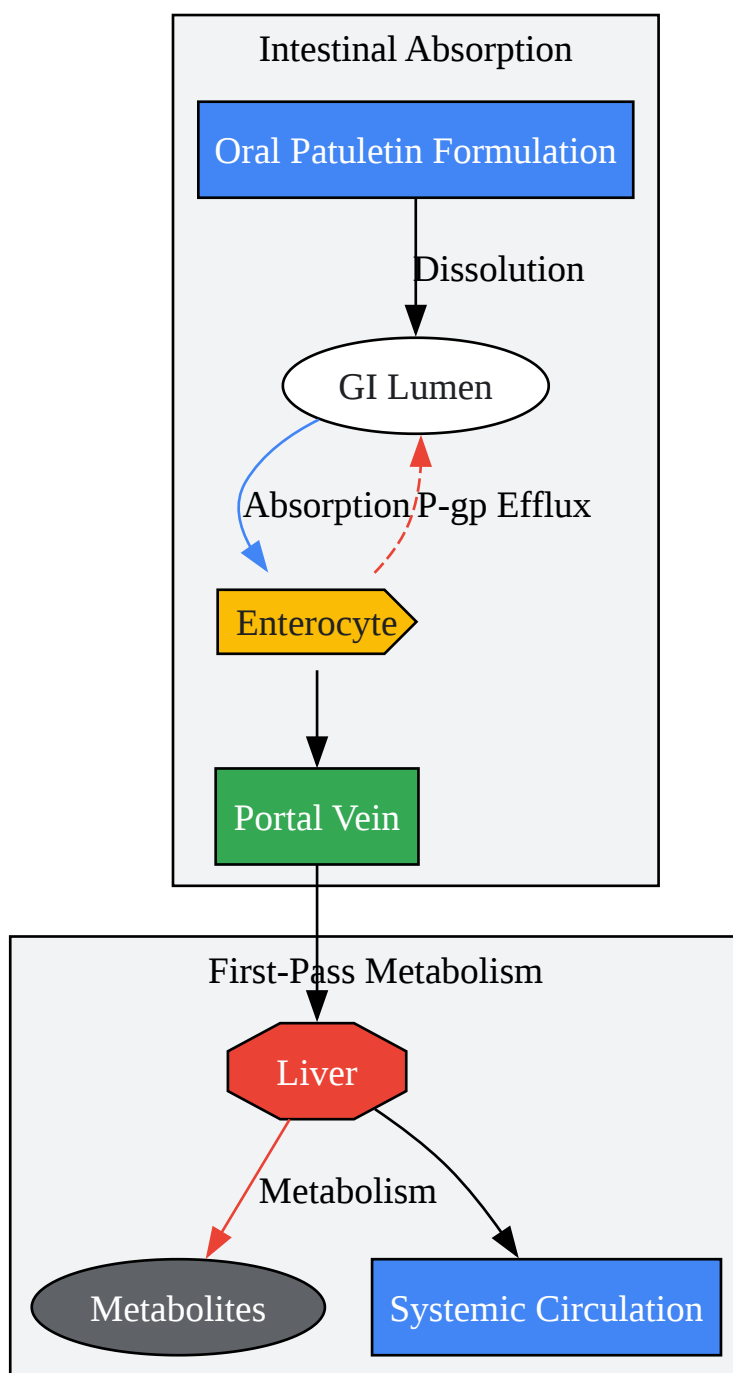 Intestinal Absorption
Oral Patuletin Formulation
Dissolution
GI Lumen
Absorption
P-gp Efflux
Enterocyte
Portal Vein
First-Pass Metabolism
Liver
Metabolism
Metabolites
Systemic Circulation